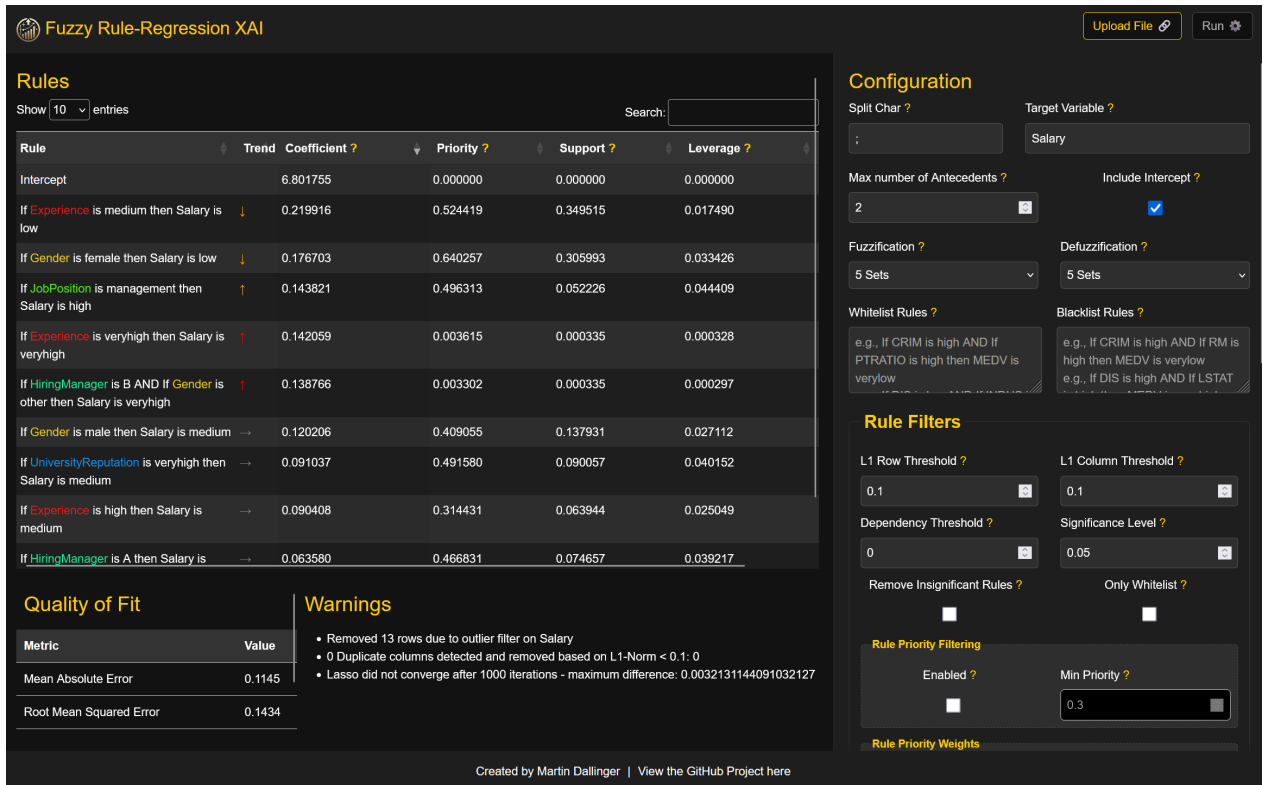 Fuzzy Rule-Regression XAI
Upload File
Run
Rules
Show 10 entries
Search:
Rule Trend Coefficient ? Priority ? Support ? Leverage ?
Intercept 6.801755 0.000000 0.000000 0.000000
If Experience is medium then Salary is ↓ 0.219916 0.524419 0.349515 0.017490
low
If Gender is female then Salary is low ↓ 0.176703 0.640257 0.305993 0.033426
If JobPosition is management then ↑ 0.143821 0.496313 0.052226 0.044409
Salary is high
If Experience is veryhigh then Salary is ↑ 0.142059 0.003615 0.000335 0.000328
veryhigh
If HiringManager is B AND If Gender is ↑ 0.138766 0.003302 0.000335 0.000297
other then Salary is veryhigh
If Gender is male then Salary is medium → 0.120206 0.409055 0.137931 0.027112
If UniversityReputation is veryhigh then → 0.091037 0.491580 0.090057 0.040152
Salary is medium
If Experience is high then Salary is → 0.090408 0.314431 0.063944 0.025049
medium
If HiringManager is A then Salary is → 0.063580 0.466831 0.074657 0.039217
Quality of Fit
Metric Value
Mean Absolute Error 0.1145
Root Mean Squared Error 0.1434
Warnings
• Removed 13 rows due to outlier filter on Salary
• 0 Duplicate columns detected and removed based on L1-Norm < 0.1: 0
• Lasso did not converge after 1000 iterations - maximum difference: 0.0032131144091032127
Configuration
Split Char ? Target Variable ?
; Salary
Max number of Antecedents ? Include Intercept ?
2
Fuzzification ? Defuzzification ?
5 Sets 5 Sets
Whitelist Rules ? Blacklist Rules ?
e.g., If CRIM is high AND If
PTRATIO is high then MEDV is
verylow
e.g., If CRIM is high AND If RM is
high then MEDV is verylow
e.g., If DIS is high AND If LSTAT
Rule Filters
L1 Row Threshold ? L1 Column Threshold ?
0.1 0.1
Dependency Threshold ? Significance Level ?
0 0.05
Remove Insignificant Rules ? Only Whitelist ?
Rule Priority Filtering
Enabled ? Min Priority ?
0.3
Rule Priority Weights
Created by Martin Dallinger | View the GitHub Project here